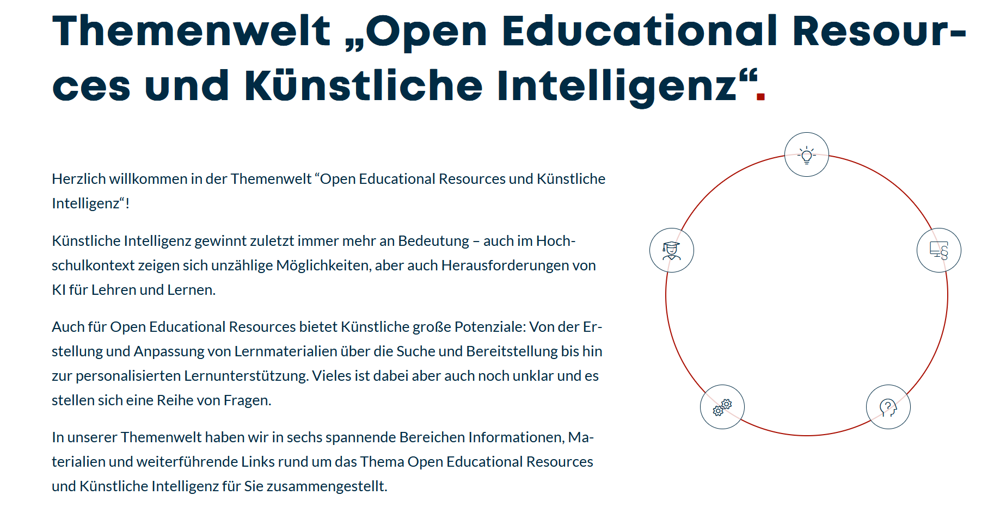 Themenwelt „Open Educational Resour-
ces und Künstliche Intelligenz“.
Herzlich willkommen in der Themenwelt “Open Educational Resources und Künstliche
Intelligenz“!
Künstliche Intelligenz gewinnt zuletzt immer mehr an Bedeutung – auch im Hoch-
schulkontext zeigen sich unzählige Möglichkeiten, aber auch Herausforderungen von
KI für Lehren und Lernen.
Auch für Open Educational Resources bietet Künstliche große Potenziale: Von der Er-
stellung und Anpassung von Lernmaterialien über die Suche und Bereitstellung bis hin
zur personalisierten Lernunterstützung. Vieles ist dabei aber auch noch unklar und es
stellen sich eine Reihe von Fragen.
In unserer Themenwelt haben wir in sechs spannende Bereichen Informationen, Ma-
terialien und weiterführende Links rund um das Thema Open Educational Resources
und Künstliche Intelligenz für Sie zusammengestellt.